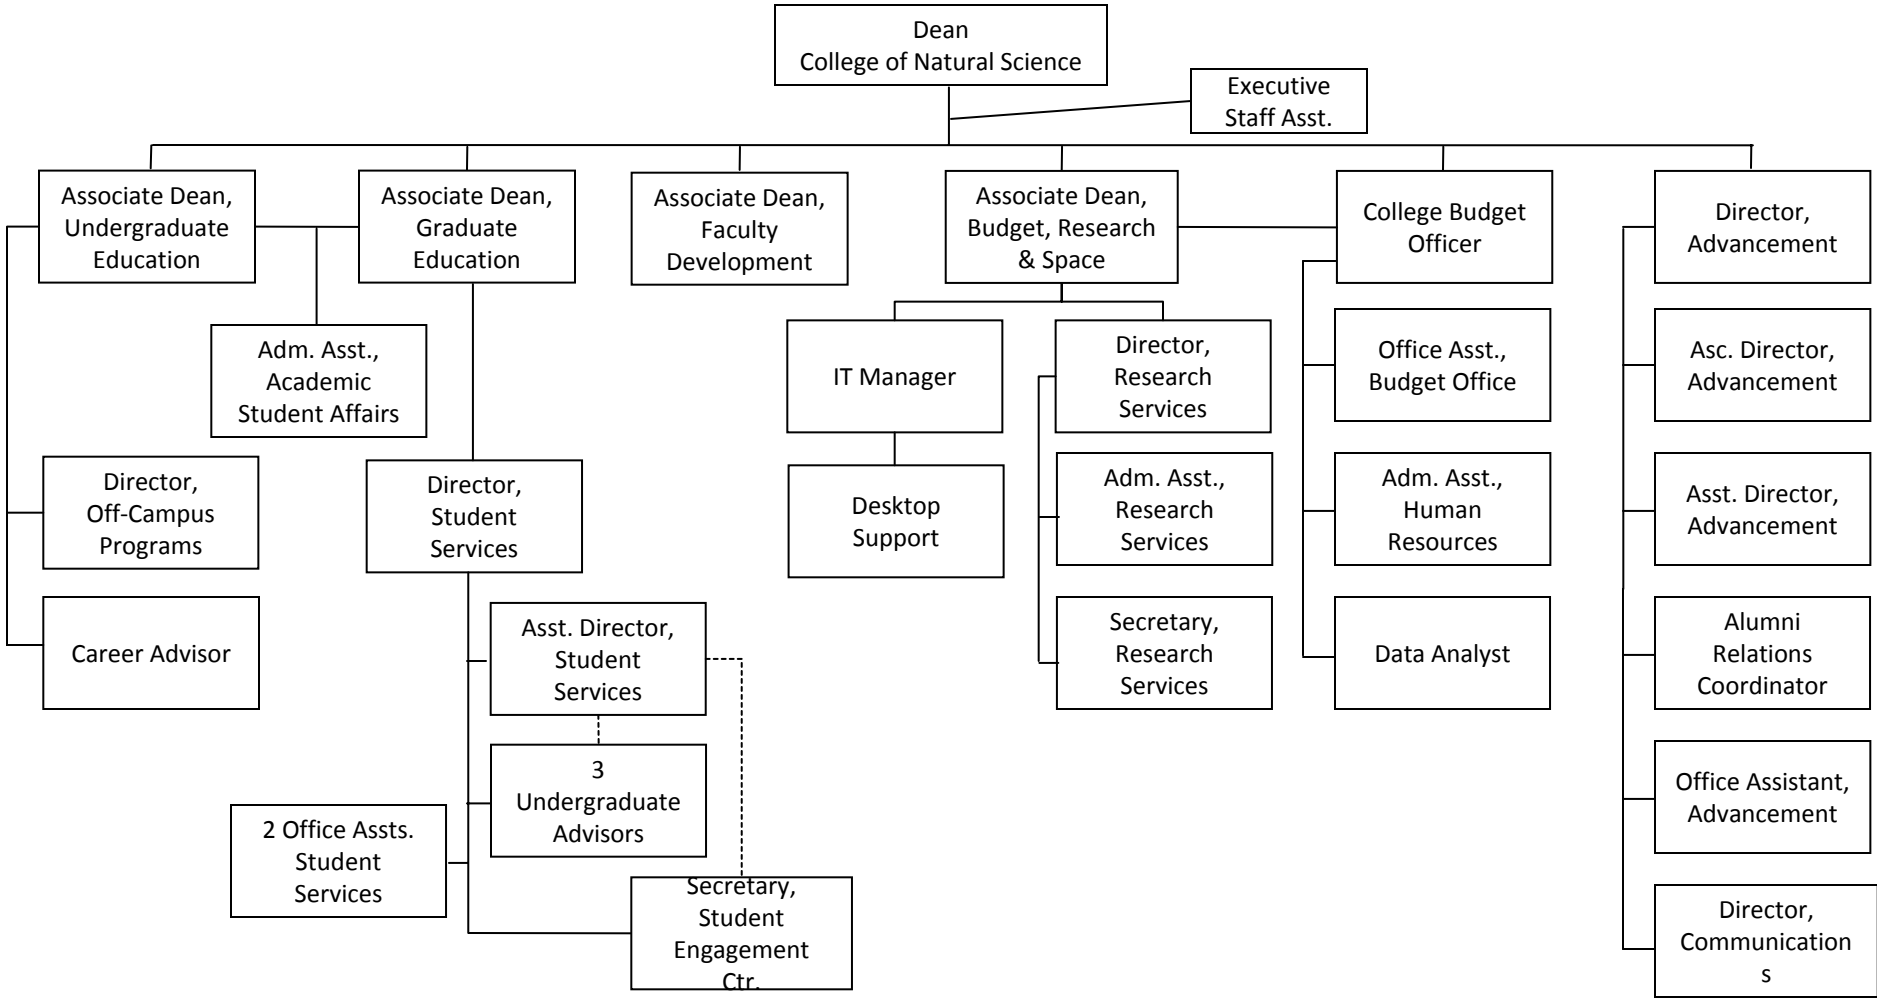 Dean
College of Natural Science
Executive
Staff Asst.
Associate Dean,
Undergraduate
Education
Associate Dean,
Graduate
Education
Associate Dean,
Faculty
Development
Associate Dean,
Budget, Research
& Space
College Budget
Officer
Director,
Advancement
Adm. Asst.,
Academic
Student Affairs
IT Manager
Director,
Research
Services
Office Asst.,
Budget Office
Asc. Director,
Advancement
Director,
Off-Campus
Programs
Director,
Student
Services
Desktop
Support
Adm. Asst.,
Research
Services
Adm. Asst.,
Human
Resources
Asst. Director,
Advancement
Career Advisor
Asst. Director,
Student
Services
Secretary,
Research
Services
Data Analyst
Alumni
Relations
Coordinator
3
Undergraduate
Advisors
Office Assistant,
Advancement
2 Office Assts.
Student
Services
Secretary,
Student
Engagement
Ctr.
Director,
Communication
s